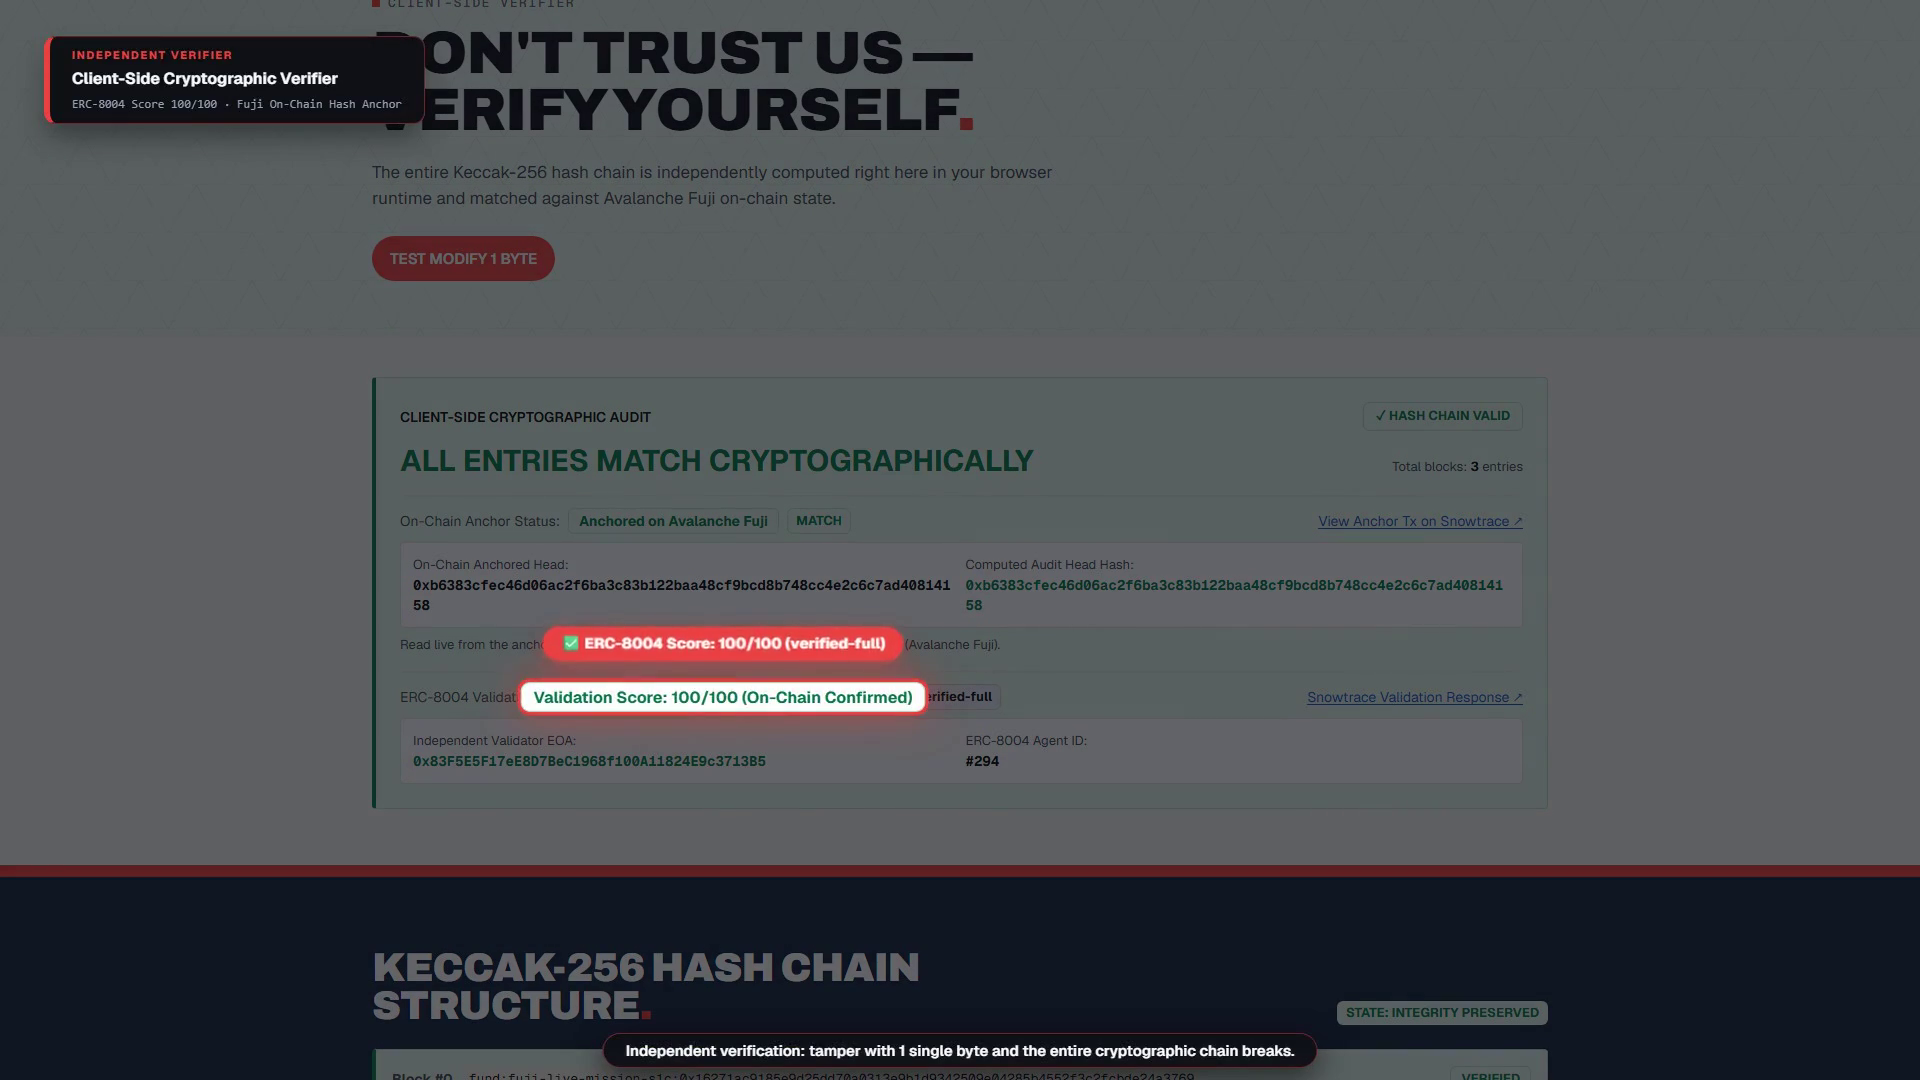 CLIENT-SIDE VERIFIER
INDEPENDENT VERIFIER
Client-Side Cryptographic Verifier
ERC-8004 Score 100/100 · Fuji On-Chain Hash Anchor
ON'T TRUST US —
VERIFY YOURSELF.
The entire Keccak-256 hash chain is independently computed right here in your browser
runtime and matched against Avalanche Fuji on-chain state.
TEST MODIFY 1 BYTE
CLIENT-SIDE CRYPTOGRAPHIC AUDIT
✓ HASH CHAIN VALID
ALL ENTRIES MATCH CRYPTOGRAPHICALLY
Total blocks: 3 entries
On-Chain Anchor Status: Anchored on Avalanche Fuji MATCH
View Anchor Tx on Snowtrace ↗
On-Chain Anchored Head:
0xb6383cfec46d06ac2f6ba3c83b122baa48cf9bcd8b748cc4e2c6c7ad408141
58
Computed Audit Head Hash:
0xb6383cfec46d06ac2f6ba3c83b122baa48cf9bcd8b748cc4e2c6c7ad408141
58
Read live from the ancho
✅ ERC-8004 Score: 100/100 (verified-full)
(Avalanche Fuji).
ERC-8004 Validat
Validation Score: 100/100 (On-Chain Confirmed)
erified-full
Snowtrace Validation Response ↗
Independent Validator EOA:
0x83F5E5F17eE8D7BeC1968f100A11824E9c3713B5
ERC-8004 Agent ID:
#294
KECCAK-256 HASH CHAIN
STRUCTURE.
STATE: INTEGRITY PRESERVED
Independent verification: tamper with 1 single byte and the entire cryptographic chain breaks.
Block #0
VERIFIED